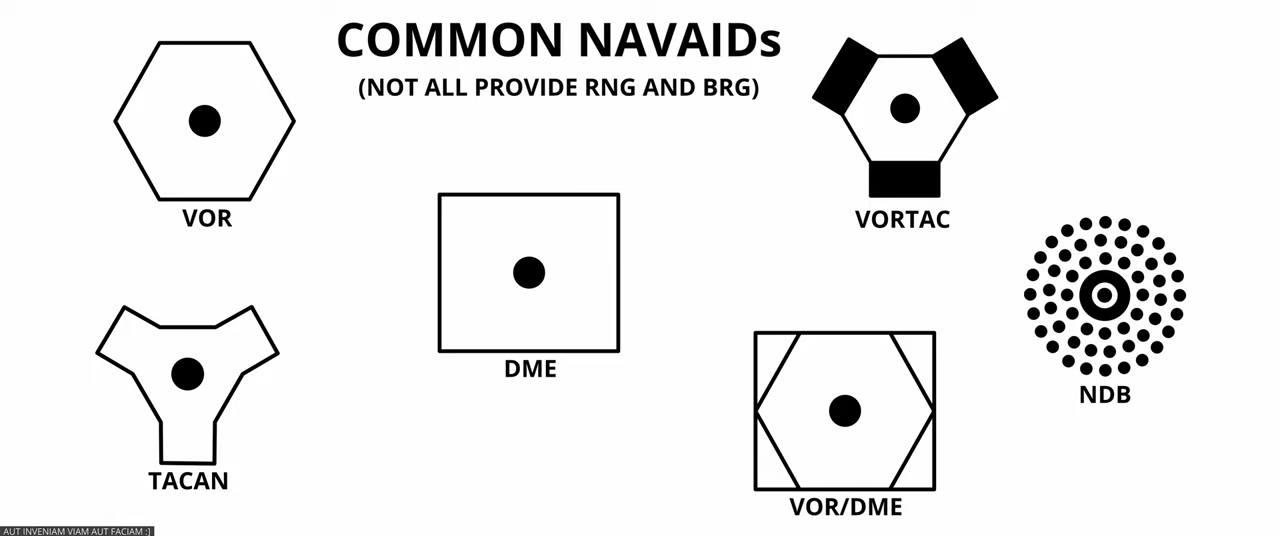 COMMON NAVAIDs
(NOT ALL PROVIDE RNG AND BRG)
VOR
VORTAC
DME
NDB
TACAN
VOR/DME
AUT INVENIAM VIAM AUT FACIAM :]